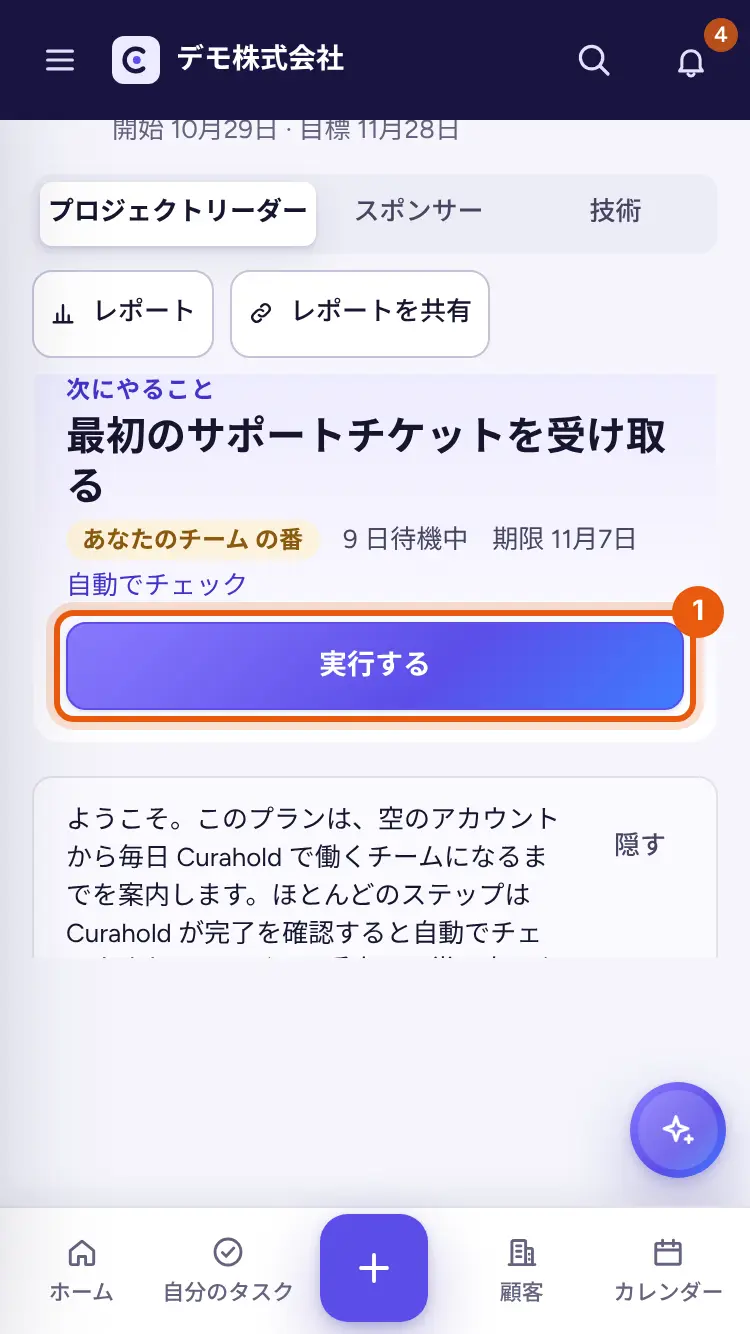 デモ株式会社
4
開始 10月29日 · 目標 11月28日
プロジェクトリーダー
スポンサー
技術
レポート
レポートを共有
次にやること
最初のサポートチケットを受け取
る
あなたのチーム の番
9 日待機中
期限 11月7日
自動でチェック
1
実行する
ようこそ。このプランは、空のアカウント
から毎日 Curahold で働くチームになるま
でを案内します。ほとんどのステップは
Curahold が完了を確認すると自動でチェ
隠す
ホーム
自分のタスク
顧客
カレンダー